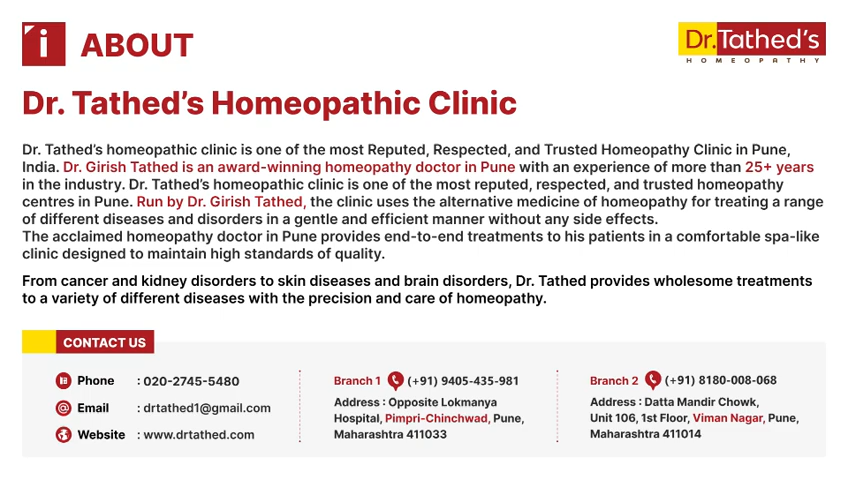 i ABOUT
Dr. Tathed's
HOMEOPATHY
Dr. Tathed's Homeopathic Clinic
Dr. Tathed's homeopathic clinic is one of the most Reputed, Respected, and Trusted Homeopathy Clinic in Pune,
India. Dr. Girish Tathed is an award-winning homeopathy doctor in Pune with an experience of more than 25+ years
in the industry. Dr. Tathed's homeopathic clinic is one of the most reputed, respected, and trusted homeopathy
centres in Pune. Run by Dr. Girish Tathed, the clinic uses the alternative medicine of homeopathy for treating a range
of different diseases and disorders in a gentle and efficient manner without any side effects.
The acclaimed homeopathy doctor in Pune provides end-to-end treatments to his patients in a comfortable spa-like
clinic designed to maintain high standards of quality.
From cancer and kidney disorders to skin diseases and brain disorders, Dr. Tathed provides wholesome treatments
to a variety of different diseases with the precision and care of homeopathy.
CONTACT US
Phone : 020-2745-5480
Email : drtathed1@gmail.com
Website : www.drtathed.com
Branch 1 (+91) 9405-435-981
Address : Opposite Lokmanya
Hospital, Pimpri-Chinchwad, Pune,
Maharashtra 411033
Branch 2 (+91) 8180-008-068
Address : Datta Mandir Chowk,
Unit 106, 1st Floor, Viman Nagar, Pune,
Maharashtra 411014